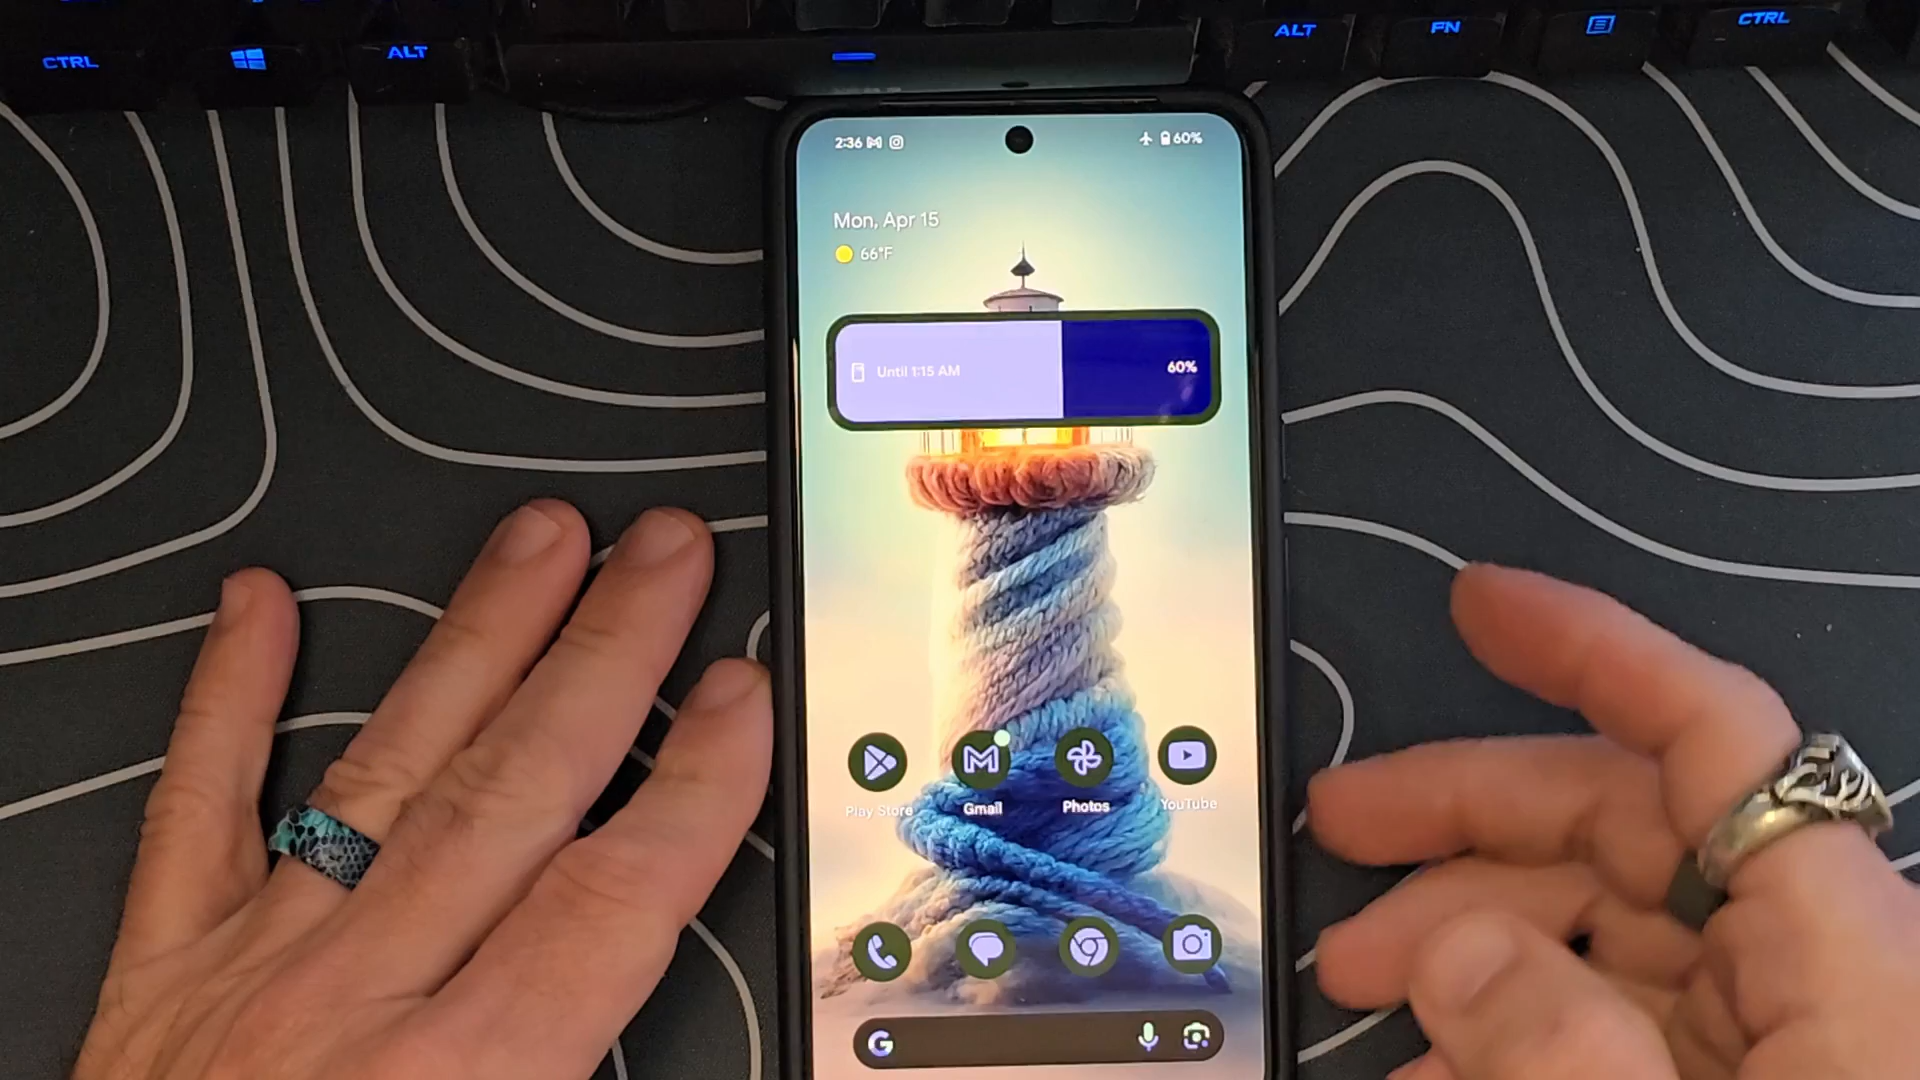 CTRL
ALT
ALT
FN
CTRL
2:36
60%
Mon, Apr 15
66°F
Until 1:15 AM
60%
Play Store
Gmail
Photos
YouTube